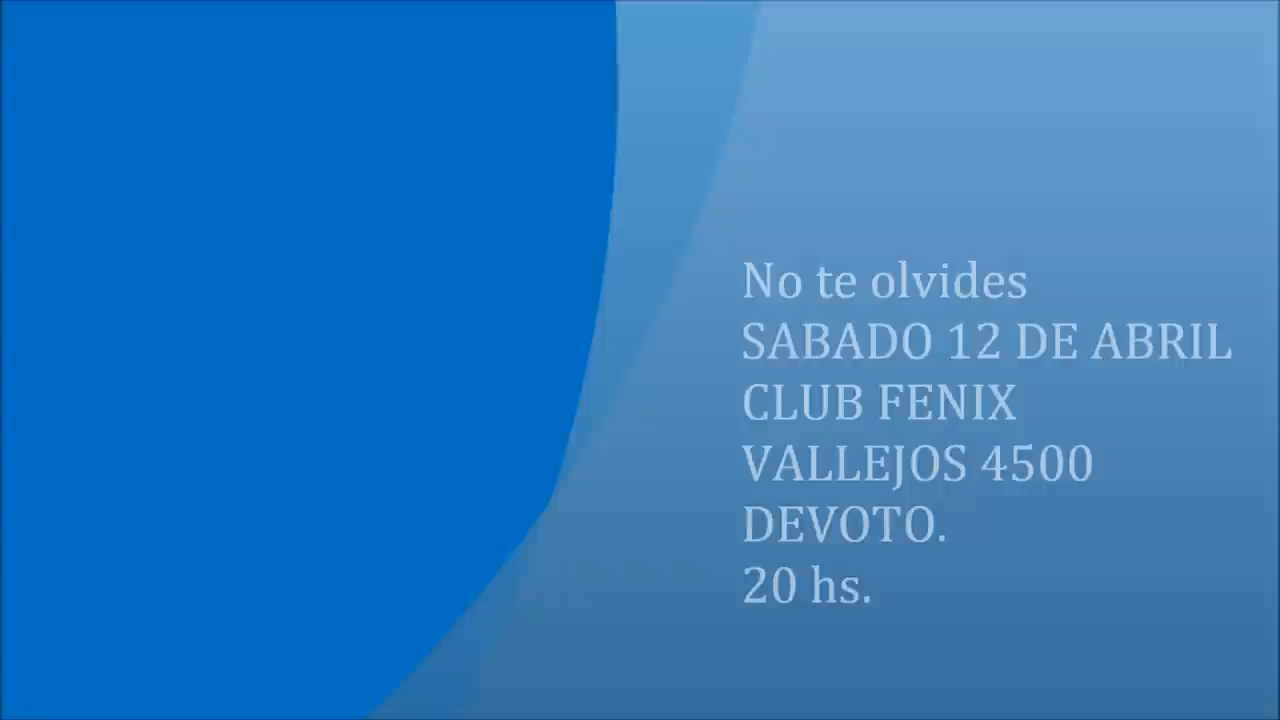 No te olvides
SABADO 12 DE ABRIL
CLUB FENIX
VALLEJOS 4500
DEVOTO.
20 hs.